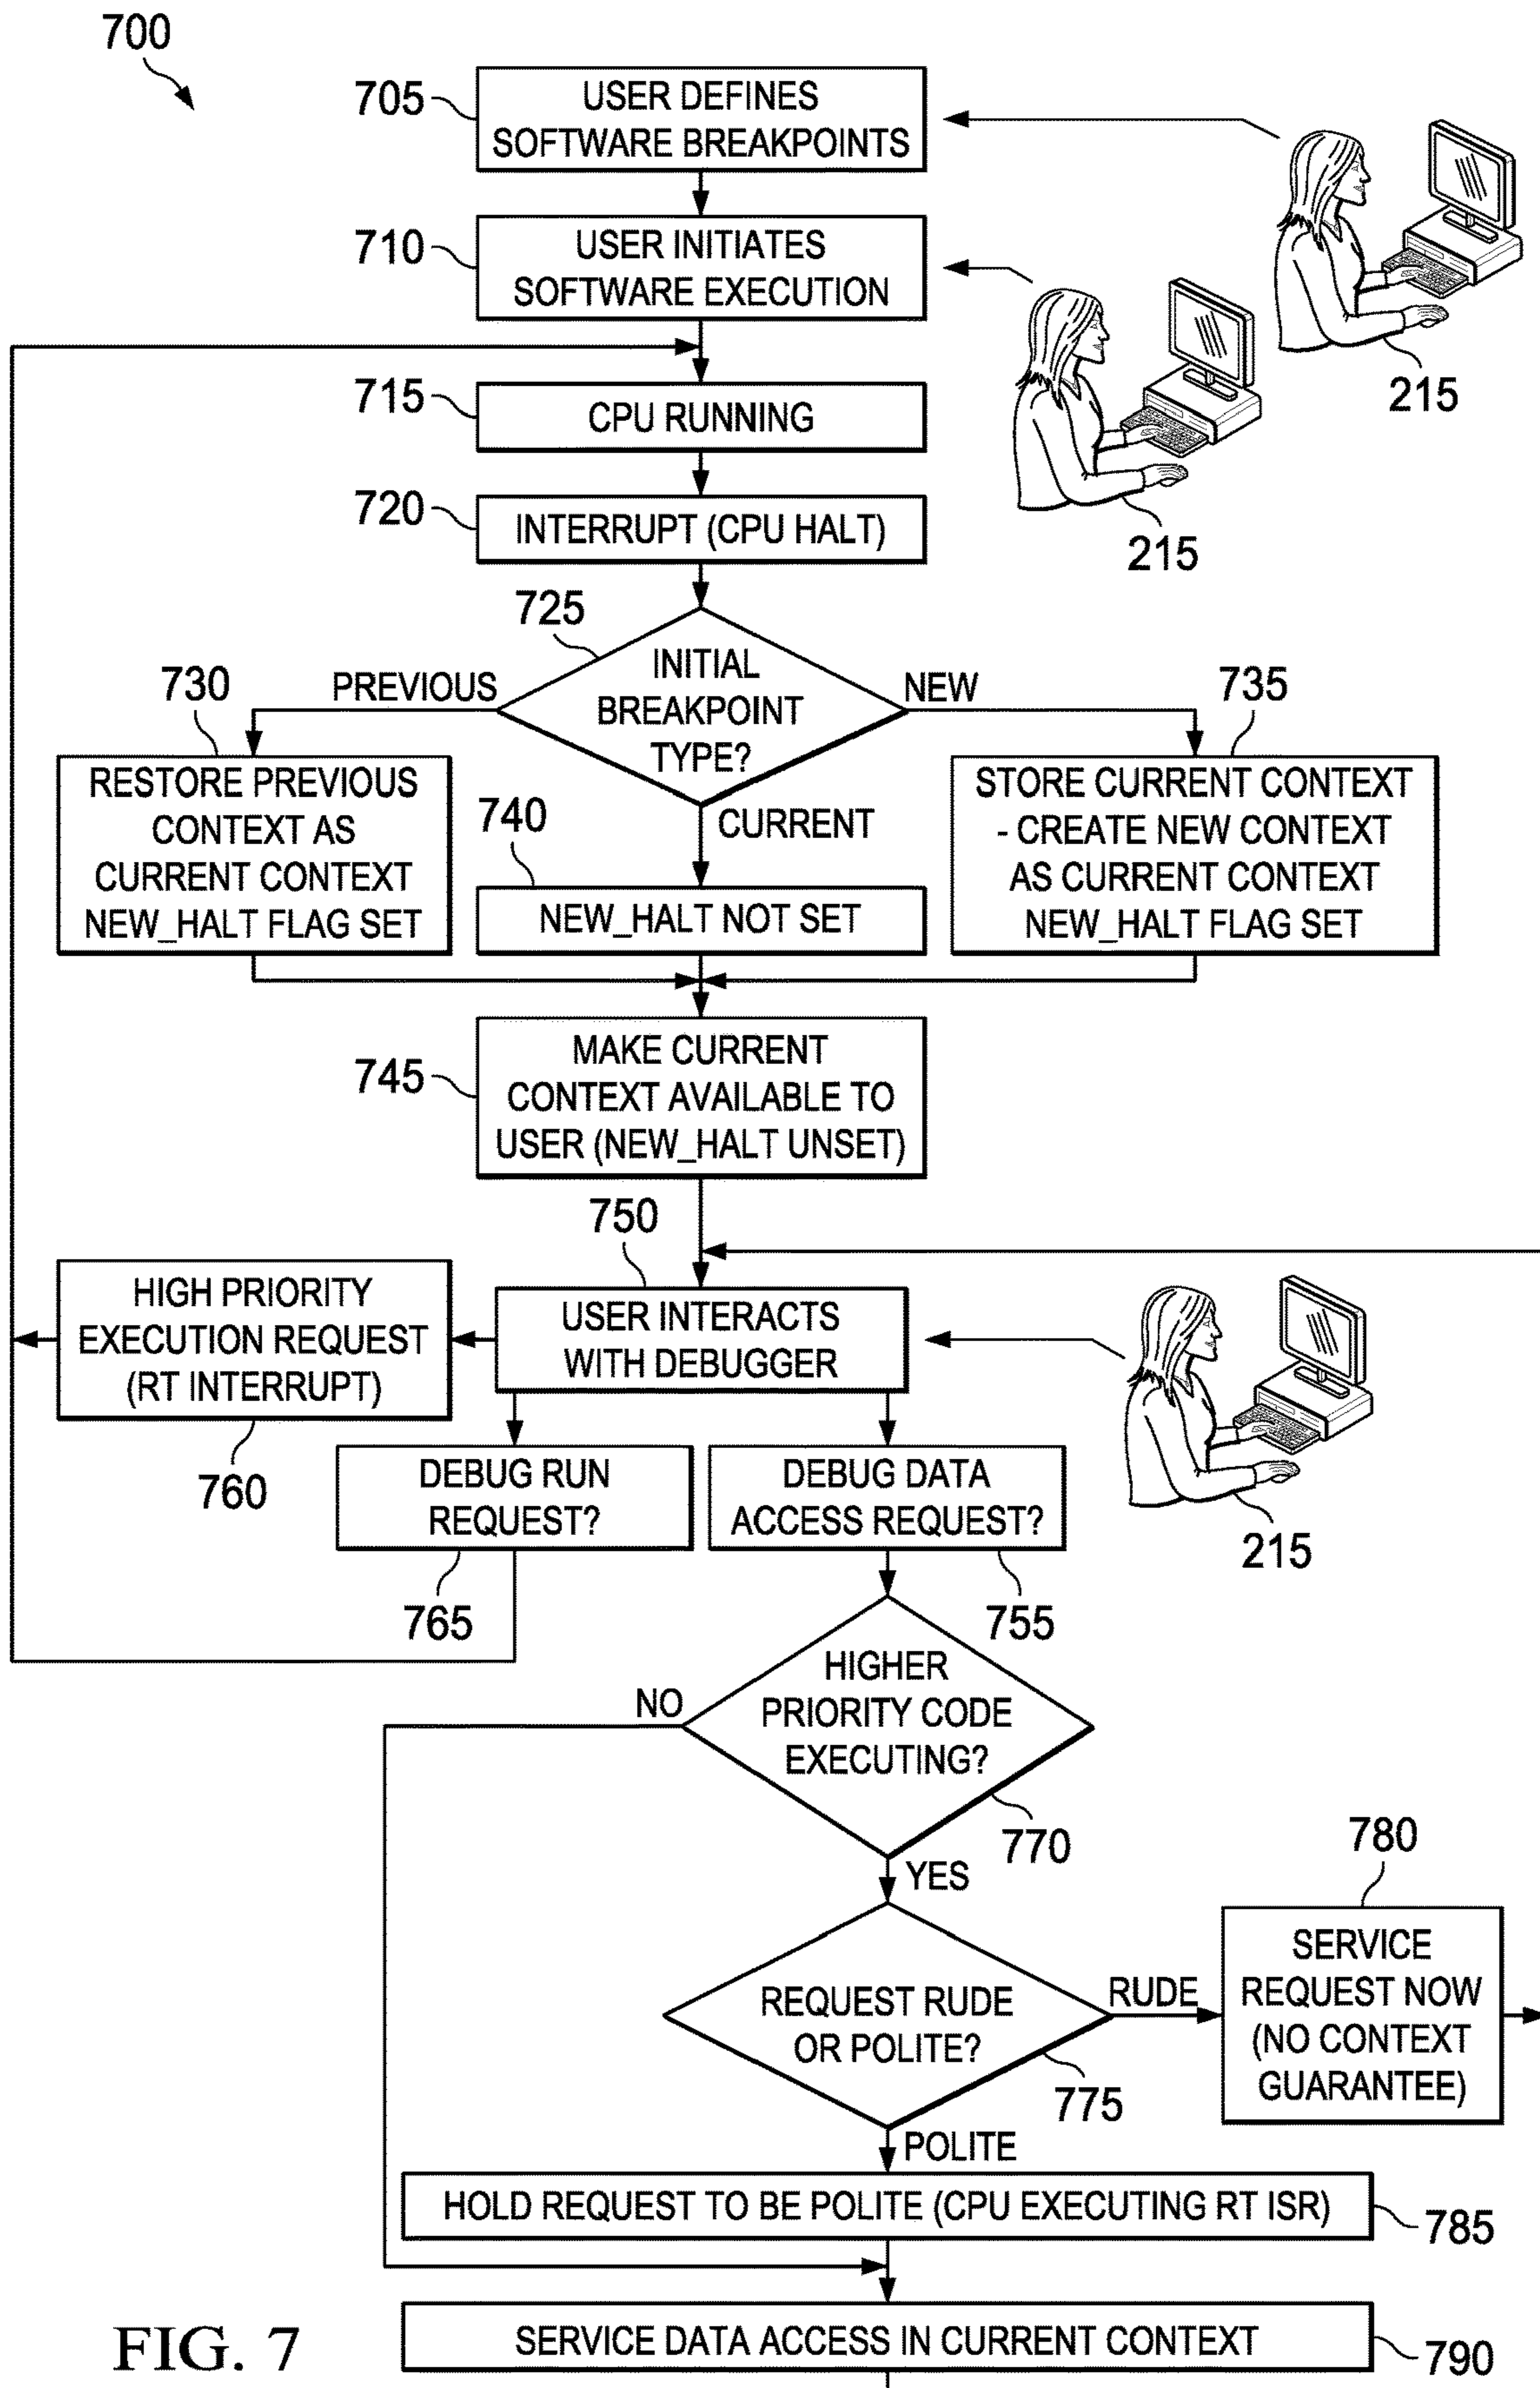 700
705
USER DEFINES
SOFTWARE BREAKPOINTS
710
USER INITIATES
SOFTWARE EXECUTION
215
715
CPU RUNNING
720
INTERRUPT (CPU HALT)
215
725
INITIAL
BREAKPOINT
TYPE?
PREVIOUS
NEW
CURRENT
730
RESTORE PREVIOUS
CONTEXT AS
CURRENT CONTEXT
NEW_HALT FLAG SET
740
NEW_HALT NOT SET
735
STORE CURRENT CONTEXT
- CREATE NEW CONTEXT
AS CURRENT CONTEXT
NEW_HALT FLAG SET
745
MAKE CURRENT
CONTEXT AVAILABLE TO
USER (NEW_HALT UNSET)
750
USER INTERACTS
WITH DEBUGGER
HIGH PRIORITY
EXECUTION REQUEST
(RT INTERRUPT)
760
DEBUG RUN
REQUEST?
765
DEBUG DATA
ACCESS REQUEST?
755
215
HIGHER
PRIORITY CODE
EXECUTING?
NO
770
YES
REQUEST RUDE
OR POLITE?
775
RUDE
780
SERVICE
REQUEST NOW
(NO CONTEXT
GUARANTEE)
POLITE
HOLD REQUEST TO BE POLITE (CPU EXECUTING RT ISR)
785
SERVICE DATA ACCESS IN CURRENT CONTEXT
790
FIG. 7